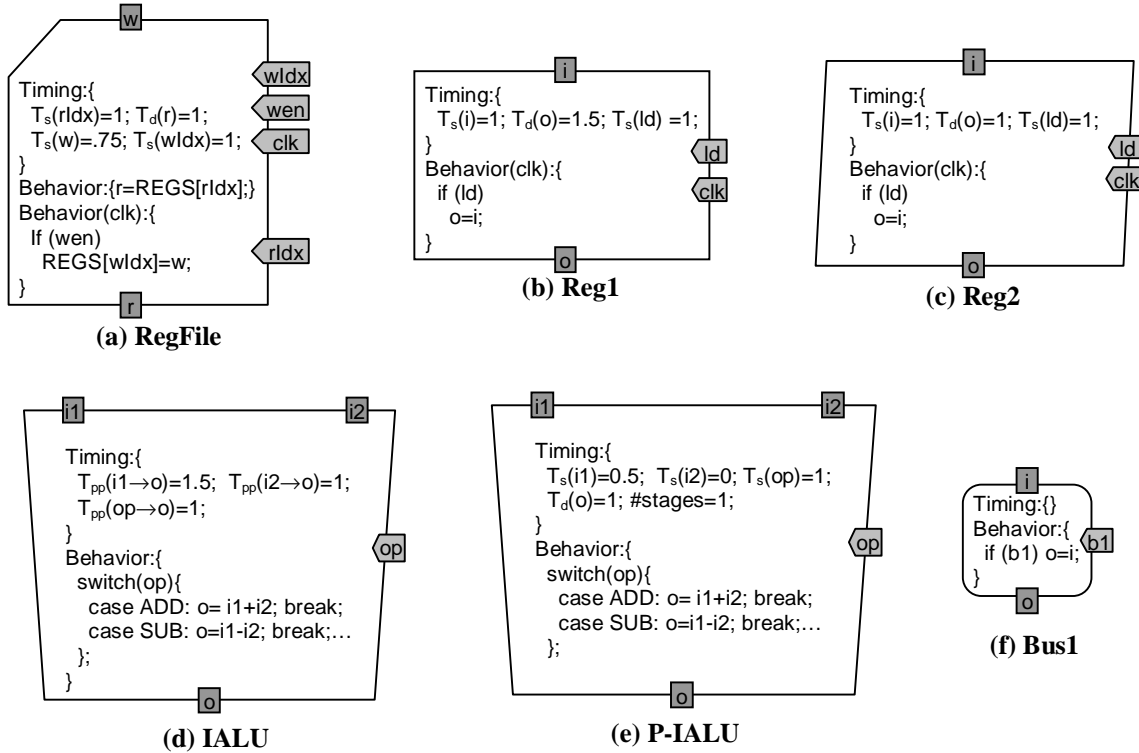 w
Timing:{
Ts(rIdx)=1; Td(r)=1;
Ts(w)=.75; Ts(wIdx)=1;
}
Behavior:{r=REGS[rIdx];}
Behavior(clk):{
If (wen)
REGS[wIdx]=w;
}
wIdx
wen
clk
rIdx
r
(a) RegFile
i
Timing:{
Ts(i)=1; Td(o)=1.5; Ts(ld) =1;
}
Behavior(clk):{
if (ld)
o=i;
}
ld
clk
o
(b) Reg1
i
Timing:{
Ts(i)=1; Td(o)=1; Ts(ld)=1;
}
Behavior(clk):{
if (ld)
o=i;
}
ld
clk
o
(c) Reg2
i1 i2
Timing:{
Tpp(i1→o)=1.5; Tpp(i2→o)=1;
Tpp(op→o)=1;
}
Behavior:{
switch(op){
case ADD: o= i1+i2; break;
case SUB: o=i1-i2; break;…
};
}
op
o
(d) IALU
i1 i2
Timing:{
Ts(i1)=0.5; Ts(i2)=0; Ts(op)=1;
Td(o)=1; #stages=1;
}
Behavior:{
switch(op){
case ADD: o= i1+i2; break;
case SUB: o=i1-i2; break;…
};
op
o
(e) P-IALU
i
Timing:{}
Behavior:{
if (b1) o=i;
}
b1
o
(f) Bus1